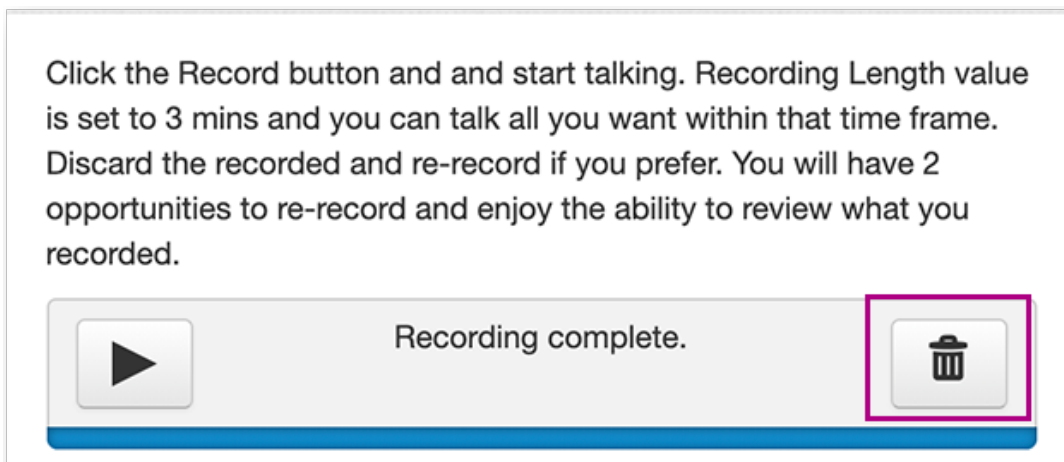 Click the Record button and and start talking. Recording Length value
is set to 3 mins and you can talk all you want within that time frame.
Discard the recorded and re-record if you prefer. You will have 2
opportunities to re-record and enjoy the ability to review what you
recorded.
Recording complete.